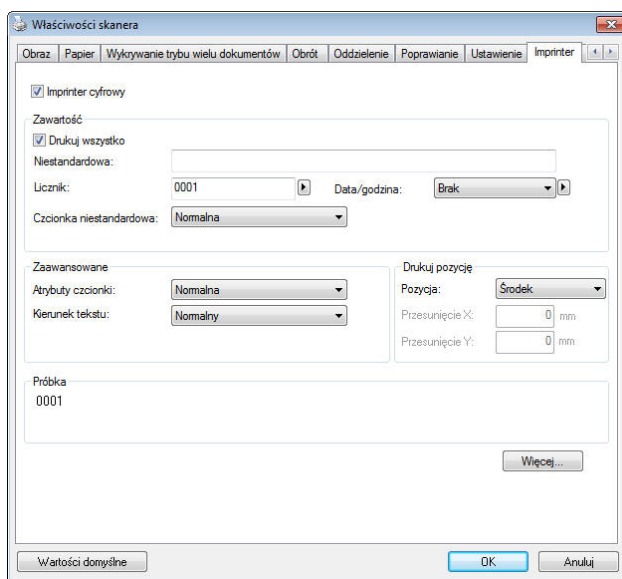 Właściwości skanera
Obraz Papier Wykrywanie trybu wielu dokumentów Obrót Oddzielenie Poprawianie Ustawienie Imprinter
Imprinter cyfrowy
Zawartość
Drukuj wszystko
Niestandardowa:
Licznik: 0001 Data/godzina: Brak
Czcionka niestandardowa: Normalna
Zaawansowane Drukuj pozycję
Atrybuty czcionki: Normalna Pozycja: Środek
Kierunek tekstu: Normalny Przesunięcie X: 0 mm
Przesunięcie Y: 0 mm
Próbka
0001
Więcej...
Wartości domyślne OK Anuluj